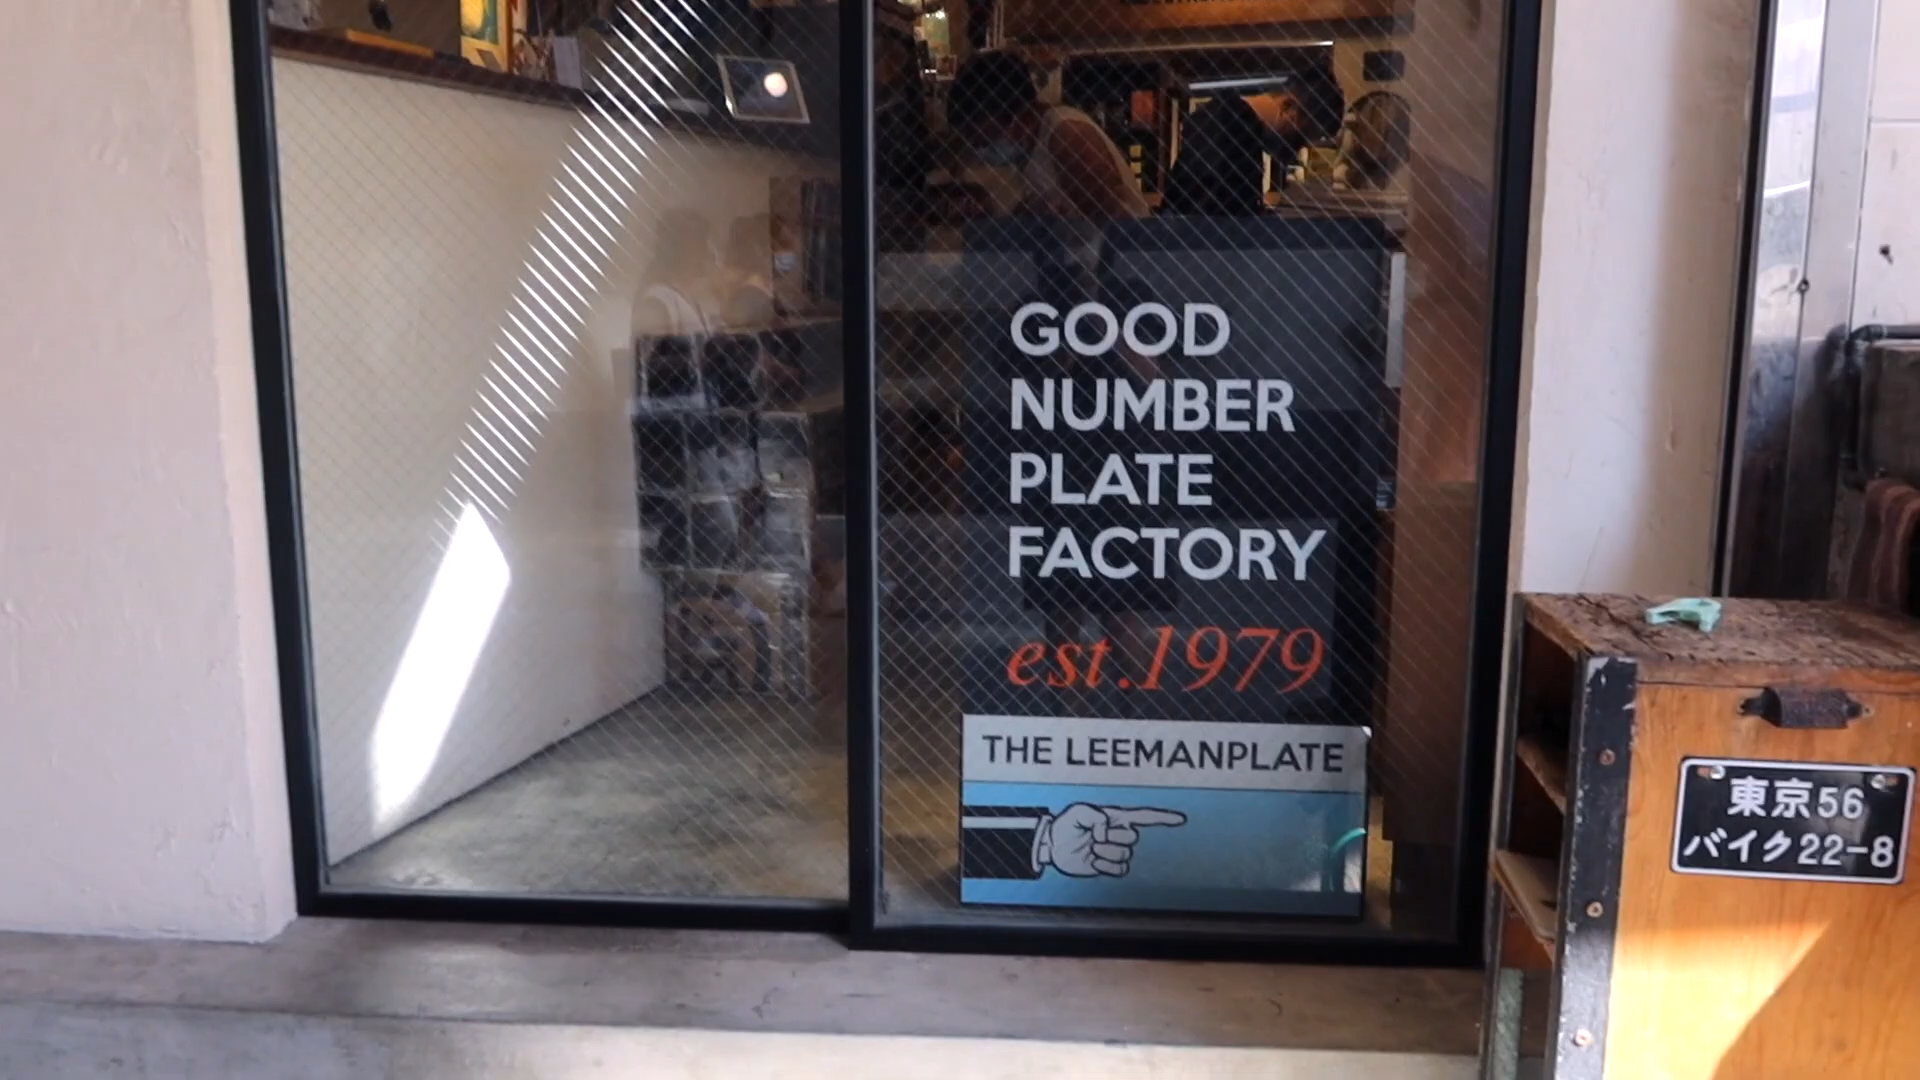 GOOD
NUMBER
PLATE
FACTORY
est.1979
THE LEEMANPLATE
東京56
バイク22-8